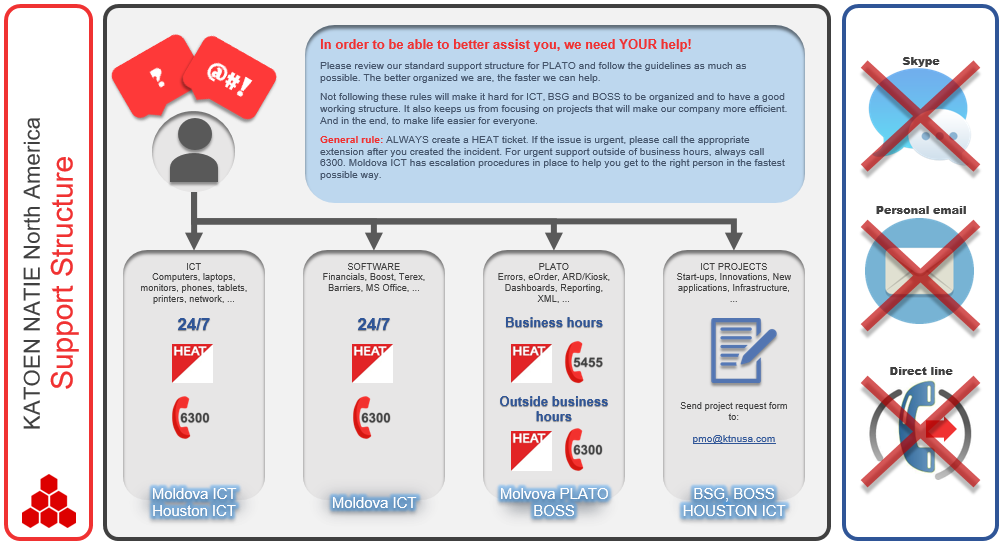 KATOEN NATIE North America
Support Structure
?
@#!
In order to be able to better assist you, we need YOUR help!
Please review our standard support structure for PLATO and follow the guidelines as much as
possible. The better organized we are, the faster we can help.
Not following these rules will make it hard for ICT, BSG and BOSS to be organized and to have a good
working structure. It also keeps us from focusing on projects that will make our company more efficient.
And in the end, to make life easier for everyone.
General rule: ALWAYS create a HEAT ticket. If the issue is urgent, please call the appropriate
extension after you created the incident. For urgent support outside of business hours, always call
6300. Moldova ICT has escalation procedures in place to help you get to the right person in the fastest
possible way.
ICT
Computers, laptops,
monitors, phones, tablets,
printers, network, ...
24/7
HEAT
6300
Moldova ICT
Houston ICT
SOFTWARE
Financials, Boost, Terex,
Barriers, MS Office, ...
24/7
HEAT
6300
Moldova ICT
PLATO
Errors, eOrder, ARD/Kiosk,
Dashboards, Reporting,
XML, ...
Business hours
HEAT
5455
Outside business
hours
HEAT
6300
Molvova PLATO
BOSS
ICT PROJECTS
Start-ups, Innovations, New
applications, Infrastructure,
...
Send project request form
to:
pmo@ktnusa.com
BSG, BOSS
HOUSTON ICT
Skype
Personal email
Direct line